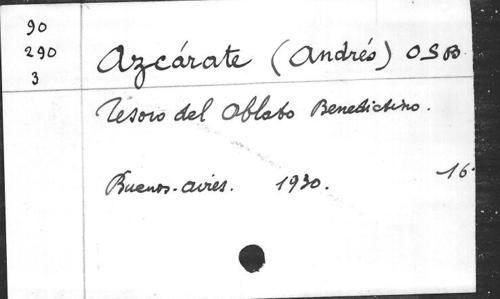 90
290
3
Azcárate (Andrés) OSB.
Tesoro del Oblato Benedictino.
Buenos-aires. 1930. 16.